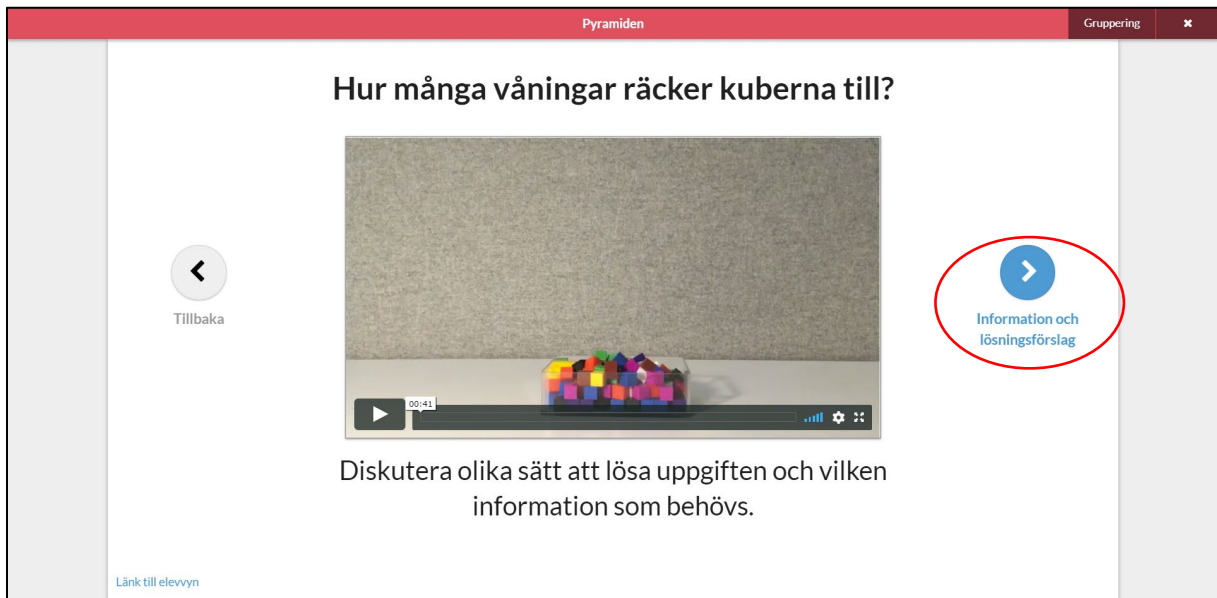 Pyramiden
Gruppering
Hur många våningar räcker kuberna till?
Tillbaka
00:41
Information och
lösningsförslag
Diskutera olika sätt att lösa uppgiften och vilken
information som behövs.
Länk till elevvyn